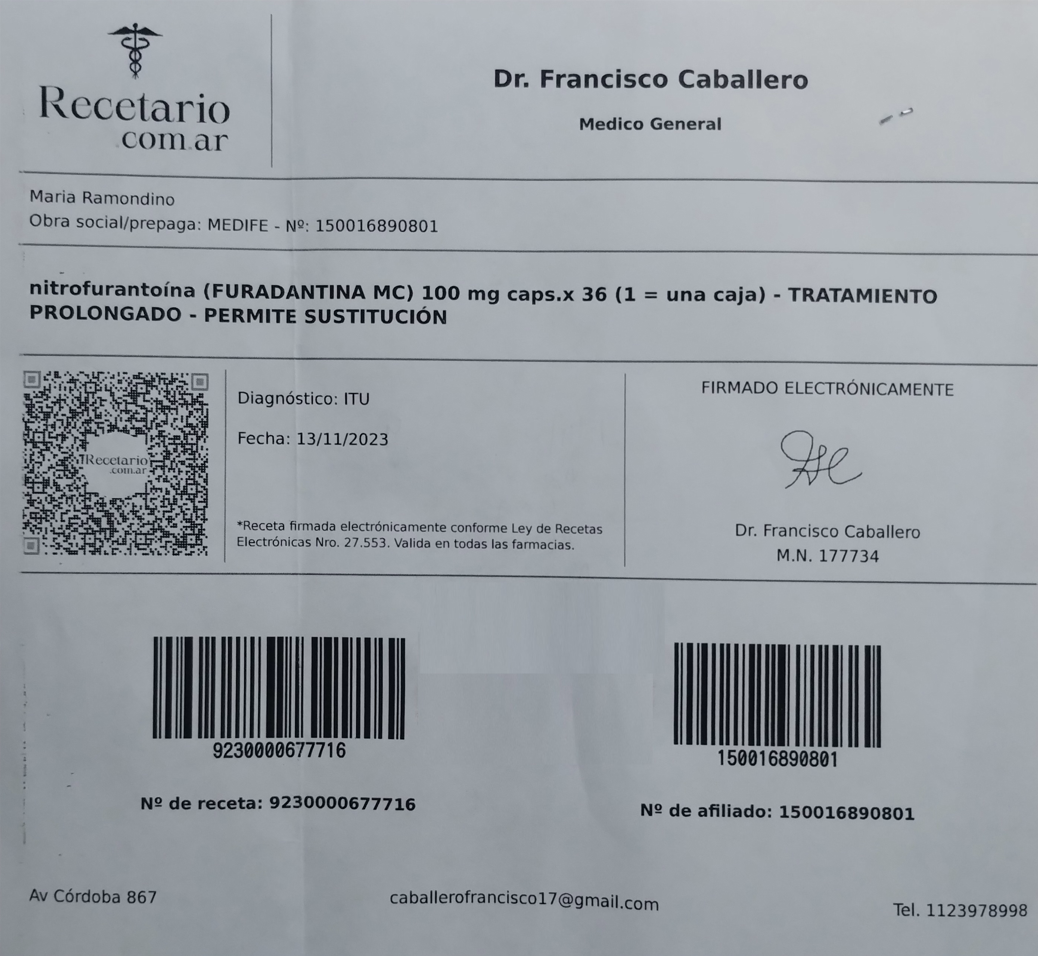 Recetario
.com.ar
Dr. Francisco Caballero
Medico General
Maria Ramondino
Obra social/prepaga: MEDIFE - Nº: 150016890801
nitrofurantoína (FURADANTINA MC) 100 mg caps.x 36 (1 = una caja) - TRATAMIENTO
PROLONGADO - PERMITE SUSTITUCIÓN
Recetario
.com.ar
Diagnóstico: ITU
Fecha: 13/11/2023
*Receta firmada electrónicamente conforme Ley de Recetas
Electrónicas Nro. 27.553. Valida en todas las farmacias.
FIRMADO ELECTRÓNICAMENTE
Dr. Francisco Caballero
M.N. 177734
9230000677716
Nº de receta: 9230000677716
150016890801
Nº de afiliado: 150016890801
Av Córdoba 867
caballerofrancisco17@gmail.com
Tel. 1123978998